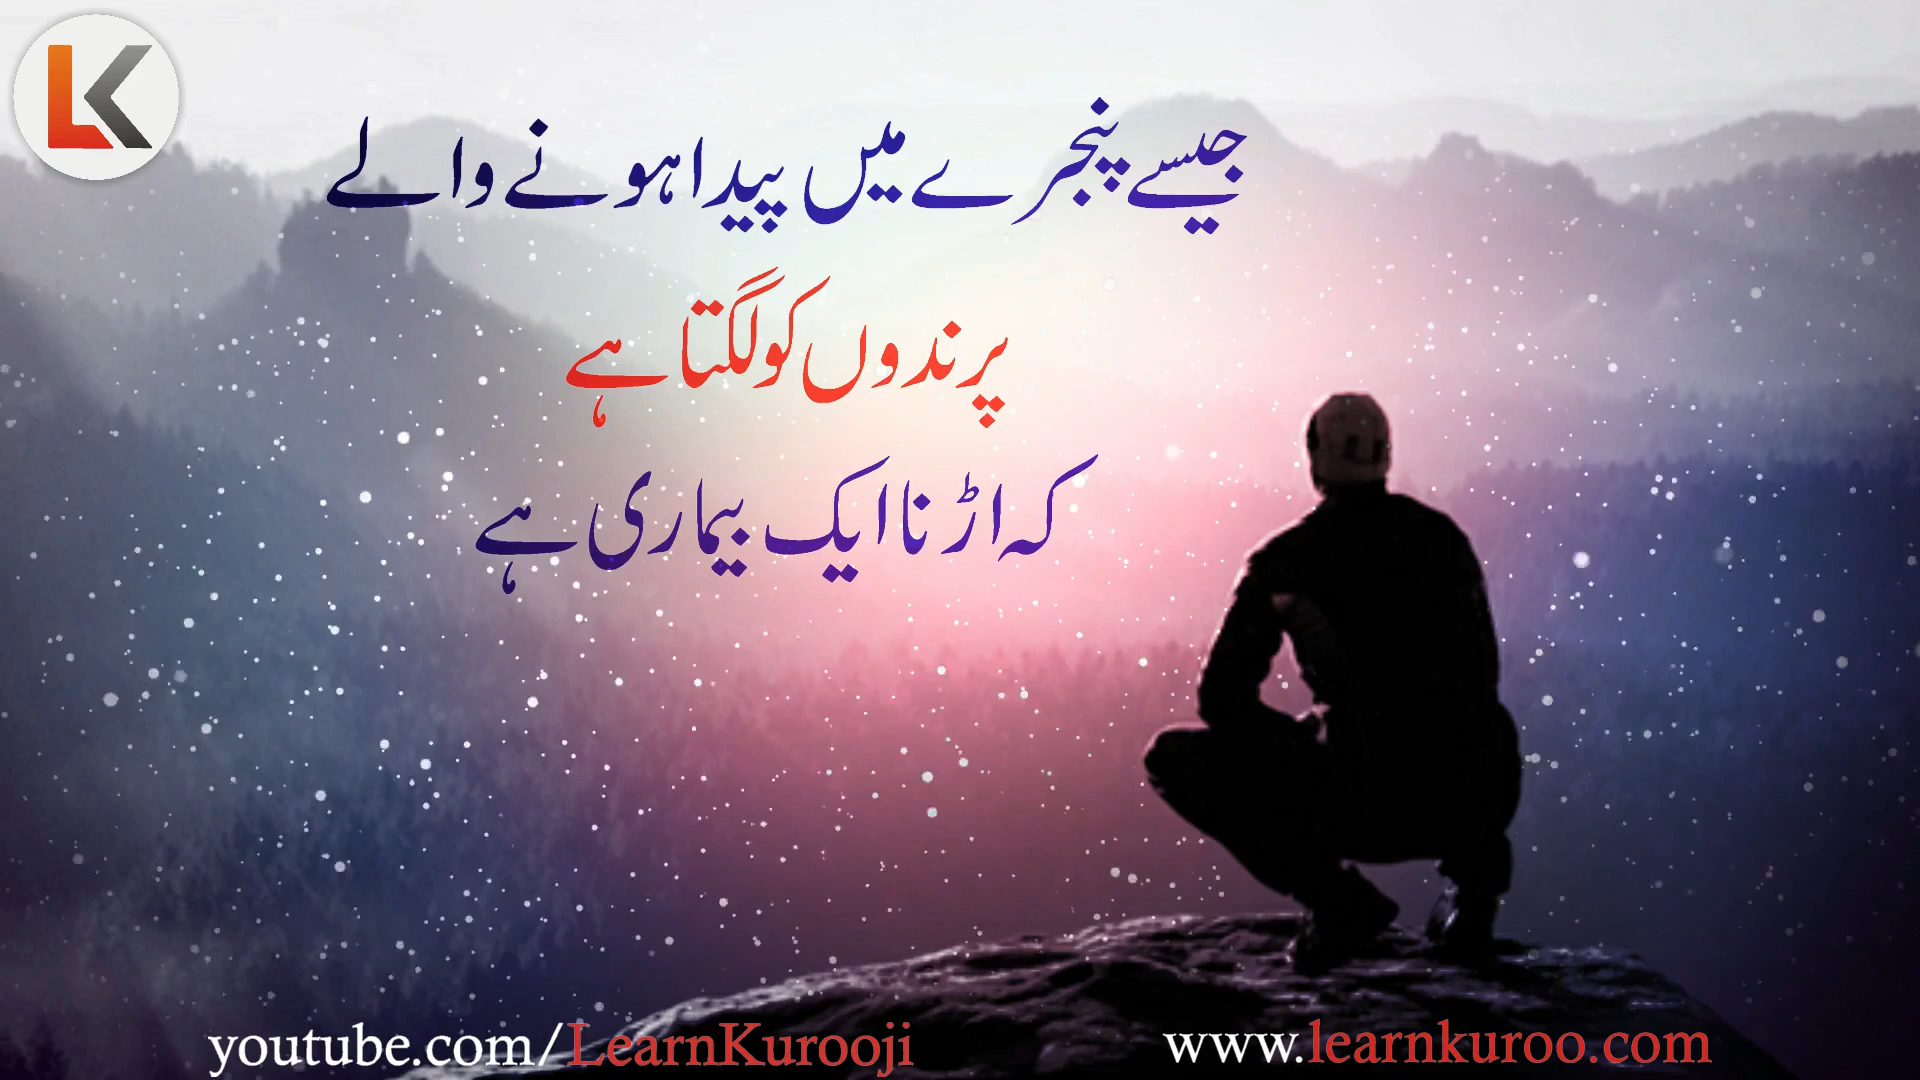 LK
جیسے پنجرے میں پیدا ہونے والے
پرندوں کو لگتا ہے
کہ اڑنا ایک بیماری ہے
youtube.com/LearnKurooji
www.learnkuroo.com